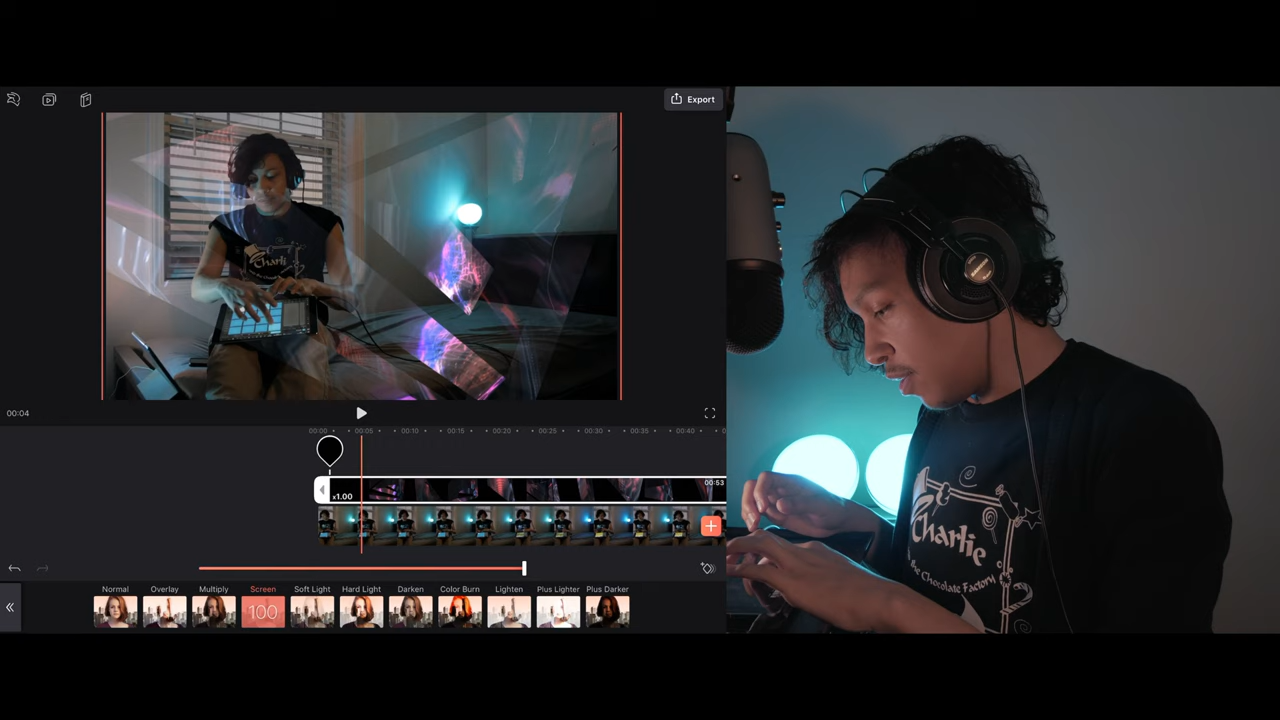 Export
Charlie
00:04
00:00
00:05
00:10
00:15
00:20
00:25
00:30
00:35
00:40
x1.00
00:53
Normal
Overlay
Multiply
Screen
Soft Light
Hard Light
Darken
Color Burn
Lighten
Plus Lighter
Plus Darker
100
Charlie
the Chocolate Factory